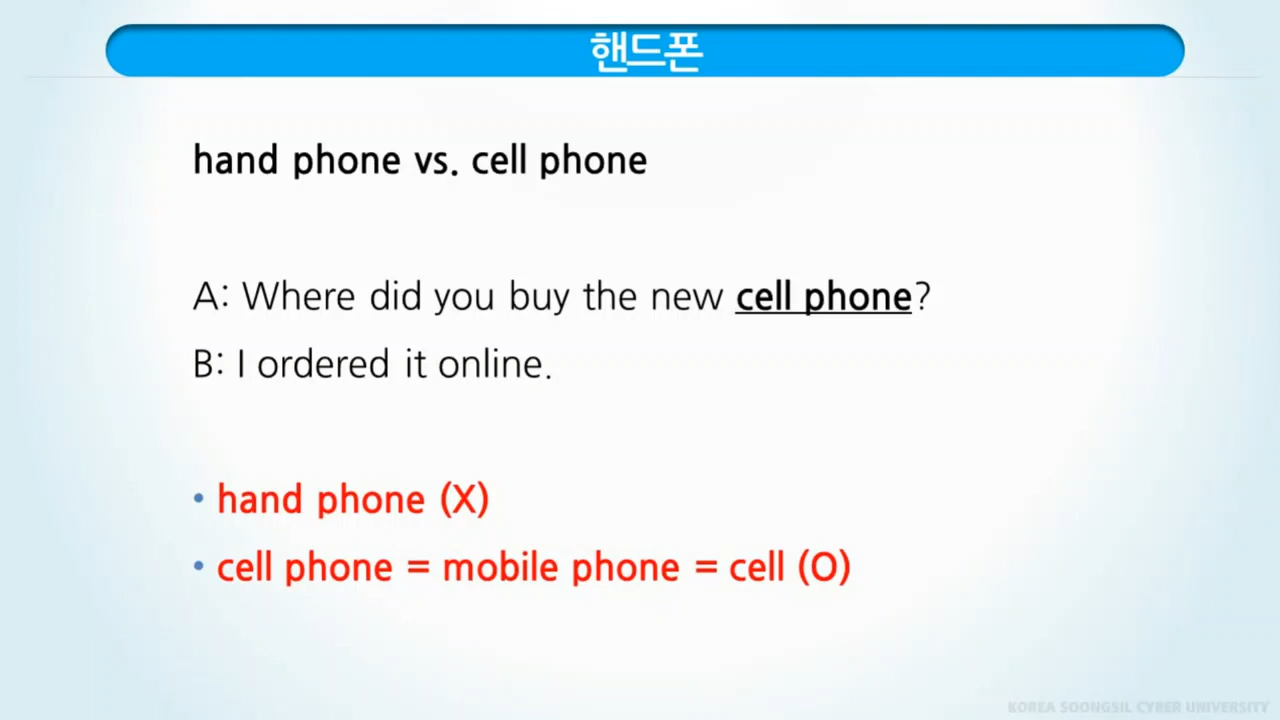 핸드폰
hand phone vs. cell phone
A: Where did you buy the new cell phone?
B: I ordered it online.
• hand phone (X)
• cell phone = mobile phone = cell (O)
KOREA SOONGSIL CYBER UNIVERSITY